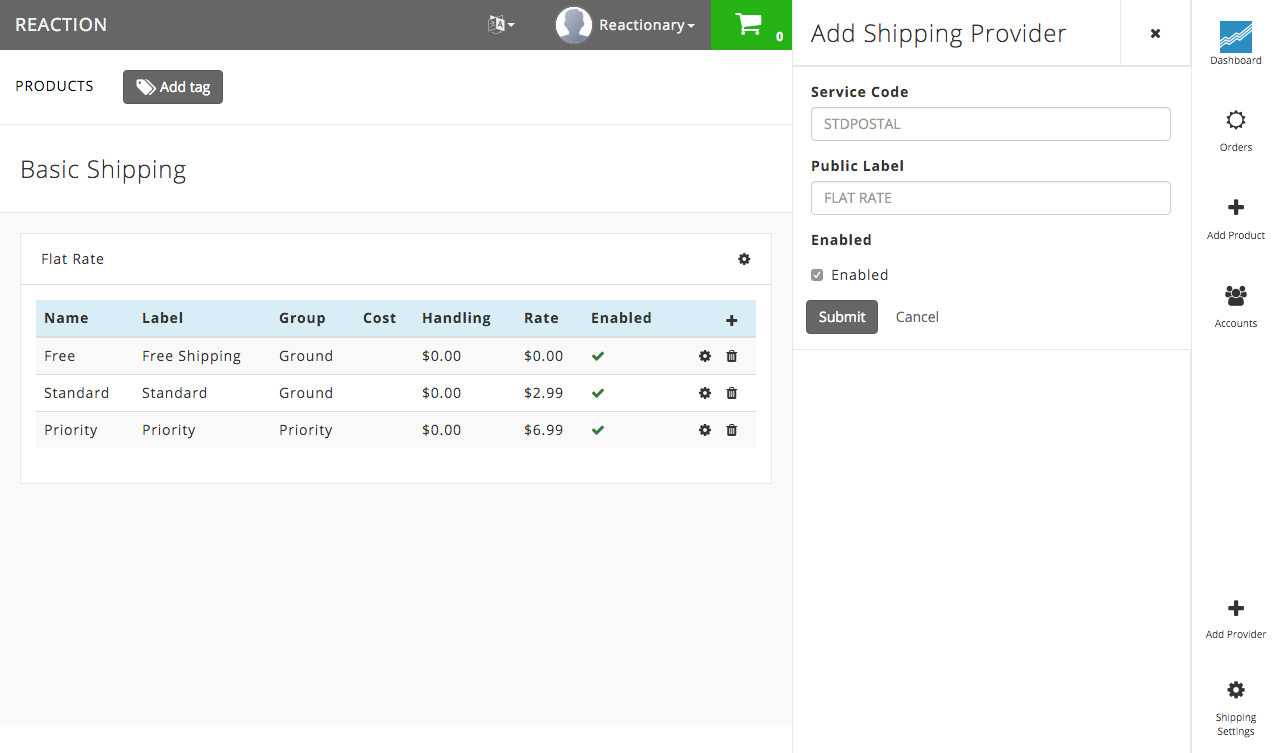 REACTION
Reactionary
0
PRODUCTS
Add tag
Basic Shipping
Flat Rate
Name Label Group Cost Handling Rate Enabled
Free Free Shipping Ground $0.00 $0.00
Standard Standard Ground $0.00 $2.99
Priority Priority Priority $0.00 $6.99
Add Shipping Provider
Service Code
STDPOSTAL
Public Label
FLAT RATE
Enabled
Enabled
Submit Cancel
Dashboard
Orders
Add Product
Accounts
Add Provider
Shipping
Settings